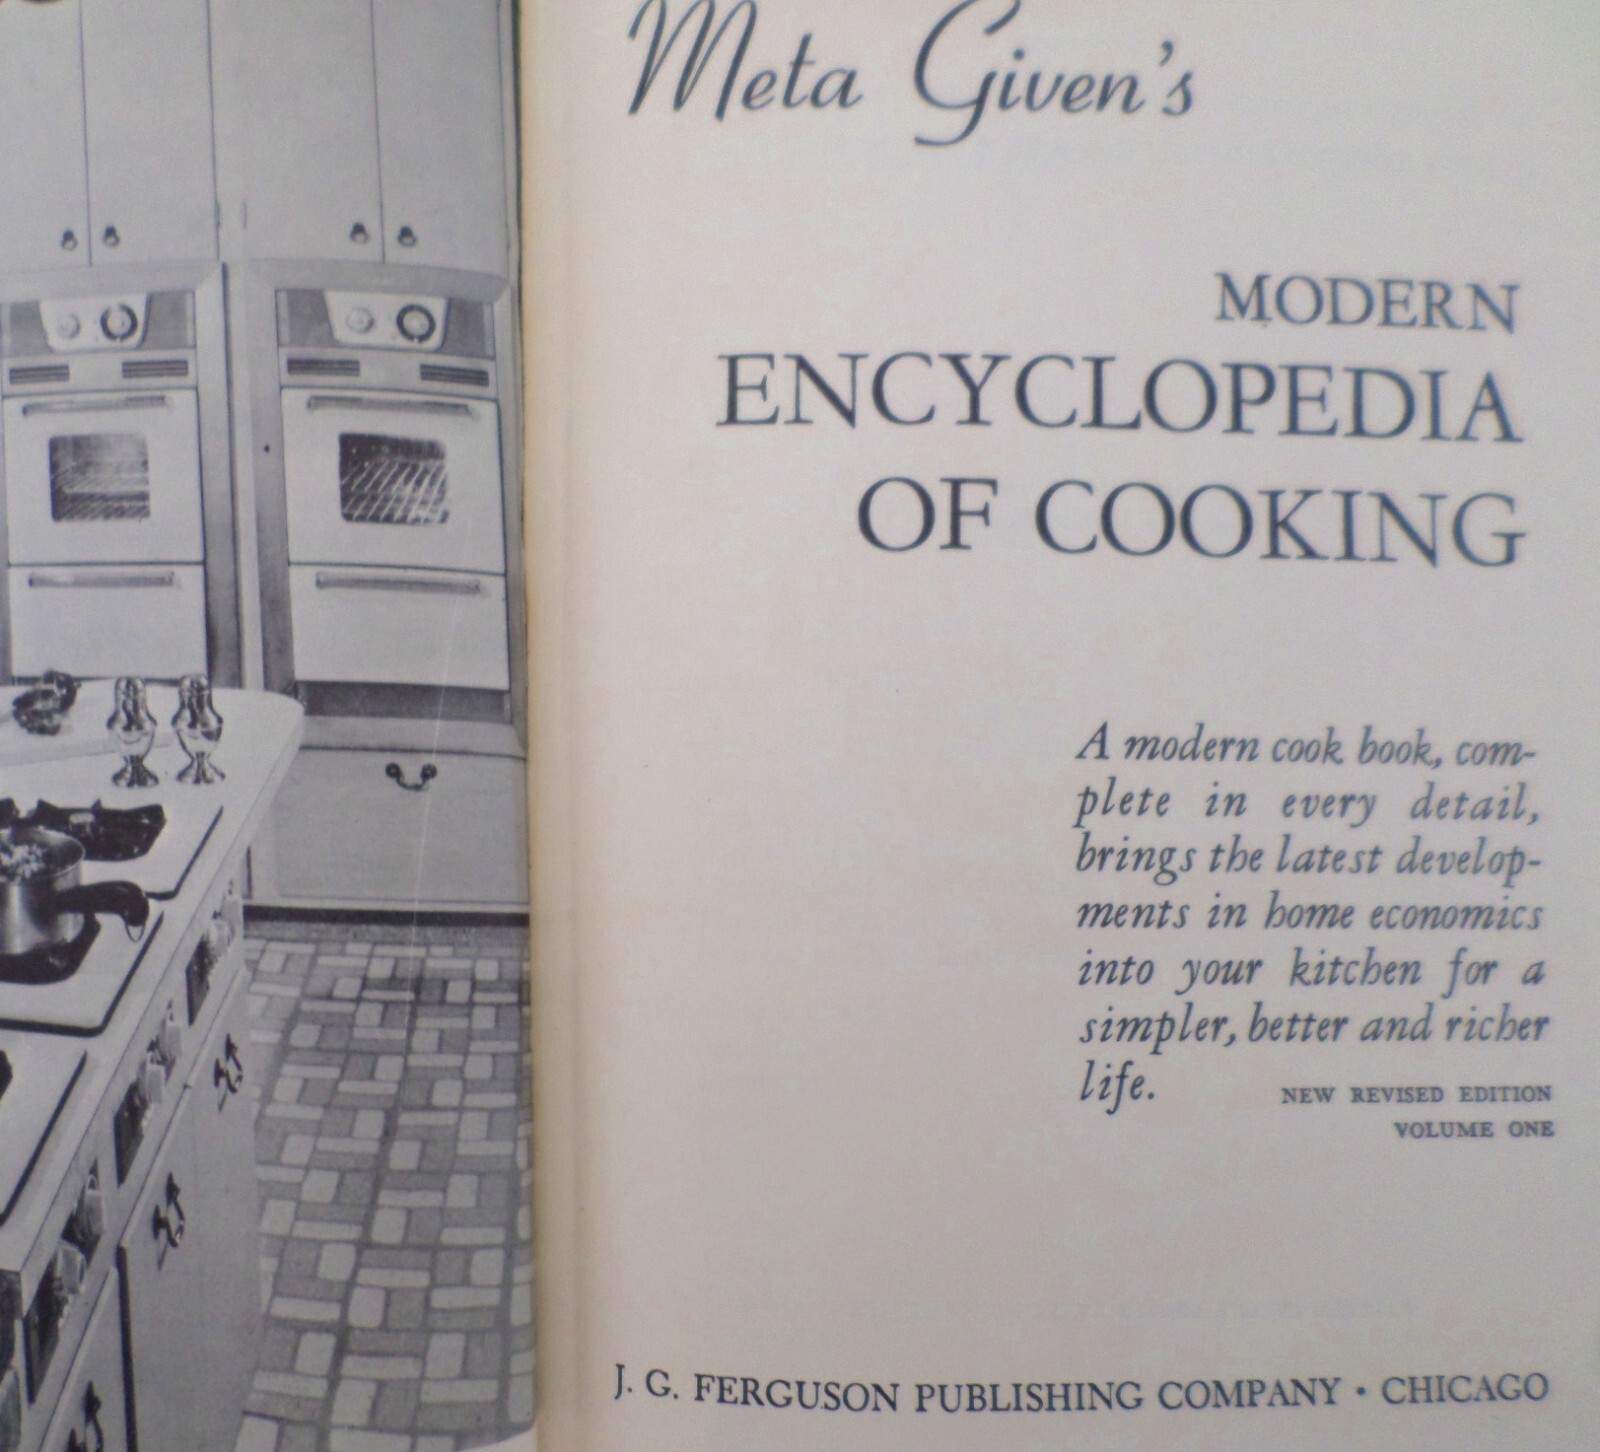 Meta Given's
MODERN
ENCYCLOPEDIA
OF COOKING
A modern cook book, com-
plete in every detail,
brings the latest develop-
ments in home economics
into your kitchen for a
simpler, better and richer
life.
NEW REVISED EDITION
VOLUME ONE
J. G. FERGUSON PUBLISHING COMPANY • CHICAGO